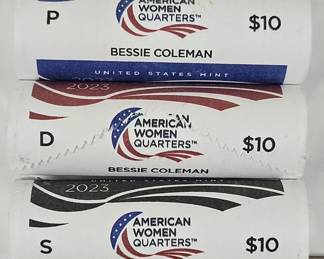 P AMERICAN WOMEN QUARTERS™ $10
BESSIE COLEMAN
UNITED STATES MINT
2023
D AMERICAN WOMEN QUARTERS™ $10
BESSIE COLEMAN
UNITED STATES MINT
2023
S AMERICAN WOMEN QUARTERS™ $10